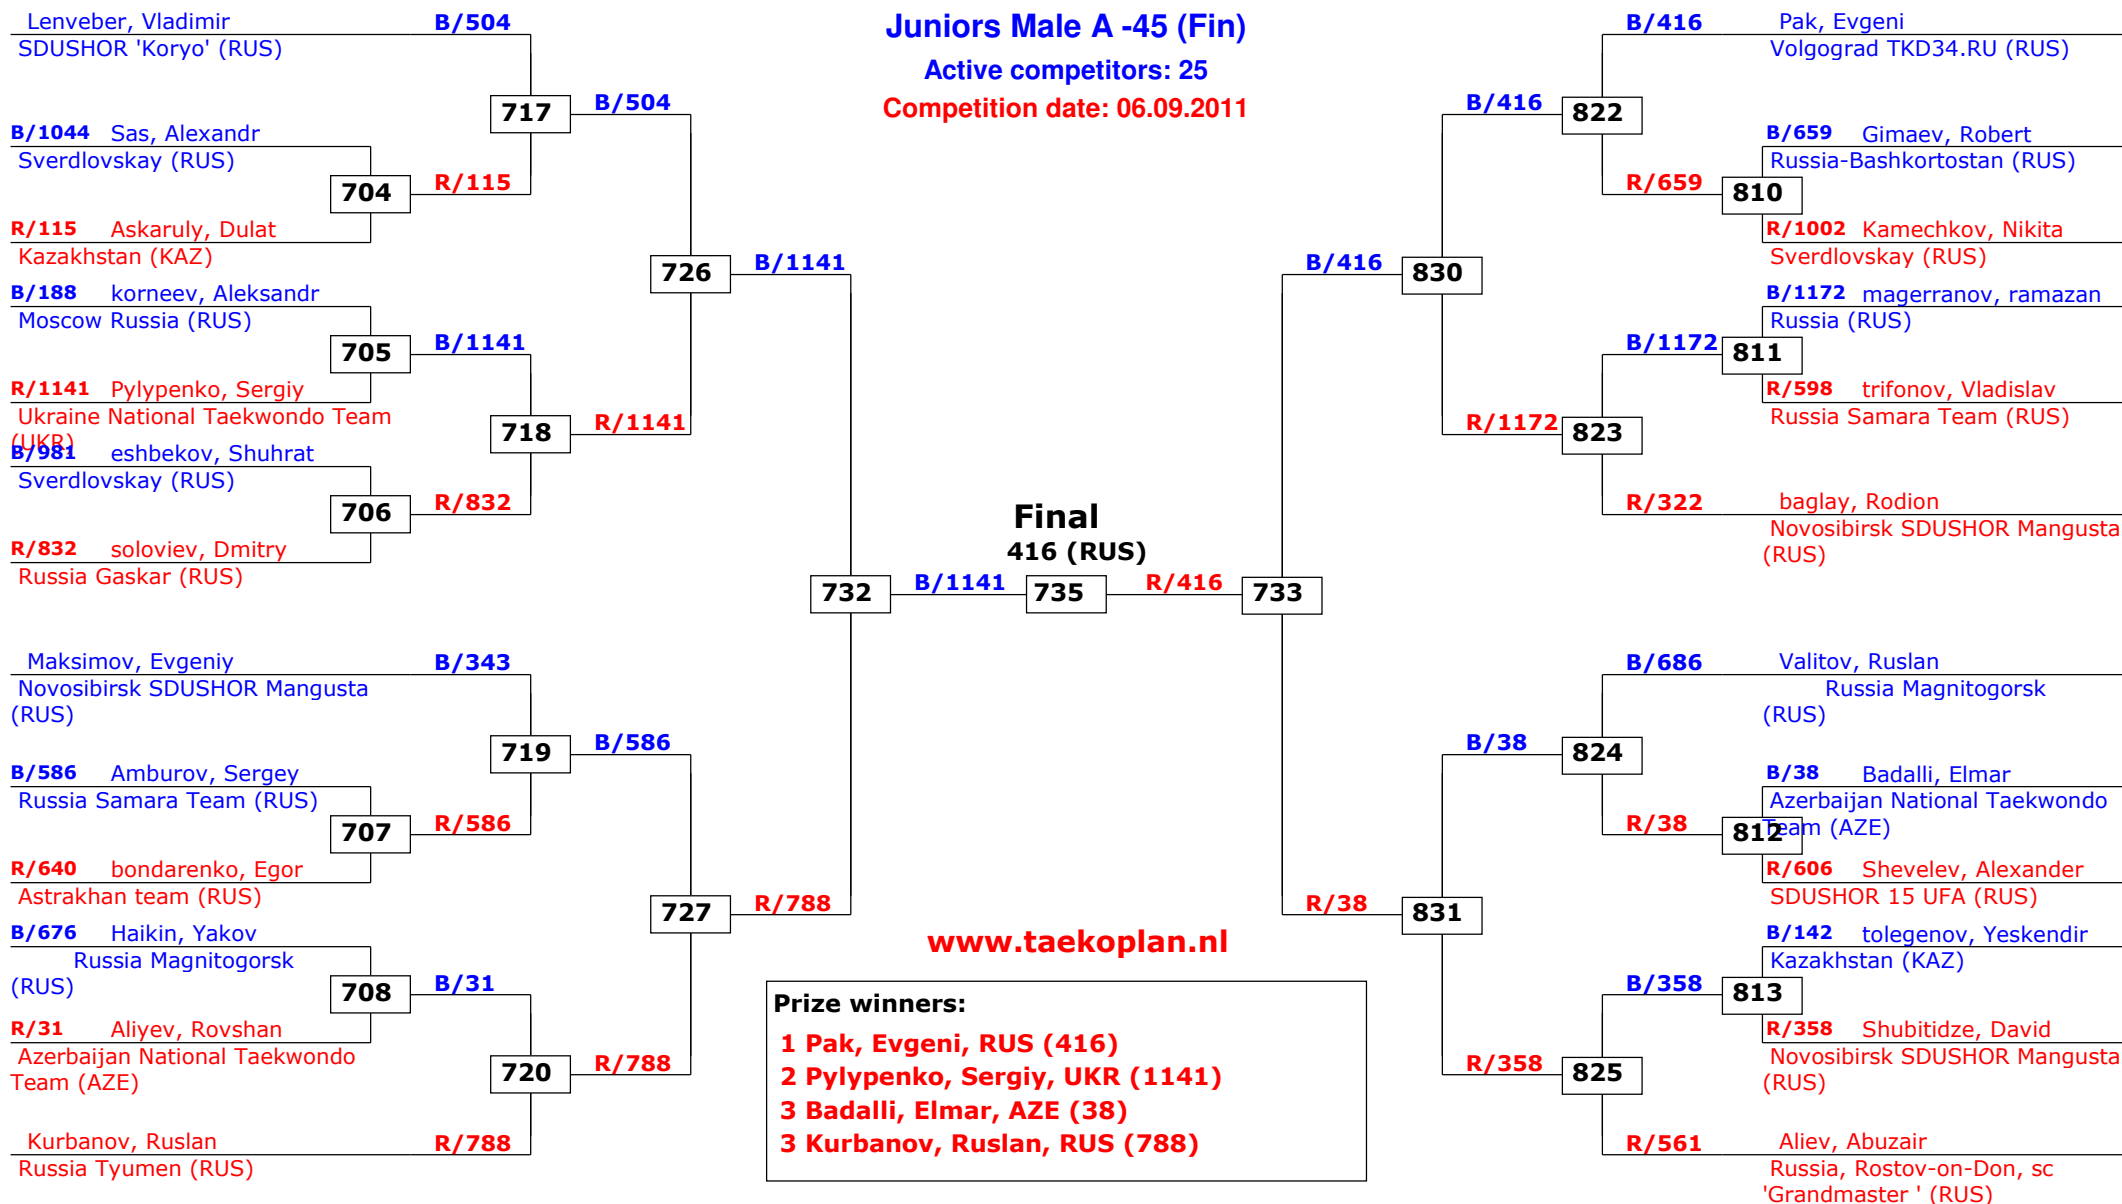 Juniors Male A -45 (Fin)
Active competitors: 25
Competition date: 06.09.2011
Lenveber, Vladimir B/504
SDUSHOR 'Koryo' (RUS)
717 B/504
B/1044 Sas, Alexandr
Sverdlovskay (RUS)
704 R/115
R/115 Askaruly, Dulat
Kazakhstan (KAZ)
726 B/1141
B/188 korneev, Aleksandr
Moscow Russia (RUS)
705 B/1141
R/1141 Pylypenko, Sergiy
Ukraine National Taekwondo Team
(UKR)
718 R/1141
B/981 eshbekov, Shuhrat
Sverdlovskay (RUS)
706 R/832
R/832 soloviev, Dmitry
Russia Gaskar (RUS)
Final
416 (RUS)
732 B/1141 735 R/416 733
Maksimov, Evgeniy B/343
Novosibirsk SDUSHOR Mangusta
(RUS)
719 B/586
B/586 Amburov, Sergey
Russia Samara Team (RUS)
707 R/586
R/640 bondarenko, Egor
Astrakhan team (RUS)
727 R/788
B/676 Haikin, Yakov
Russia Magnitogorsk
(RUS)
708 B/31
R/31 Aliyev, Rovshan
Azerbaijan National Taekwondo
Team (AZE)
720 R/788
Kurbanov, Ruslan R/788
Russia Tyumen (RUS)
B/416 Pak, Evgeni
Volgograd TKD34.RU (RUS)
B/416 822
B/659 Gimaev, Robert
Russia-Bashkortostan (RUS)
R/659 810
R/1002 Kamechkov, Nikita
Sverdlovskay (RUS)
B/416 830
B/1172 magerranov, ramazan
Russia (RUS)
B/1172 811
R/598 trifonov, Vladislav
Russia Samara Team (RUS)
R/1172 823
R/322 baglay, Rodion
Novosibirsk SDUSHOR Mangusta
(RUS)
B/686 Valitov, Ruslan
Russia Magnitogorsk
(RUS)
B/38 824
B/38 Badalli, Elmar
Azerbaijan National Taekwondo
Team (AZE)
R/38 812
R/606 Shevelev, Alexander
SDUSHOR 15 UFA (RUS)
R/38 831
B/142 tolegenov, Yeskendir
Kazakhstan (KAZ)
B/358 813
R/358 Shubitidze, David
Novosibirsk SDUSHOR Mangusta
(RUS)
R/358 825
R/561 Aliev, Abuzair
Russia, Rostov-on-Don, sc
'Grandmaster ' (RUS)
www.taekoplan.nl
Prize winners:
1 Pak, Evgeni, RUS (416)
2 Pylypenko, Sergiy, UKR (1141)
3 Badalli, Elmar, AZE (38)
3 Kurbanov, Ruslan, RUS (788)